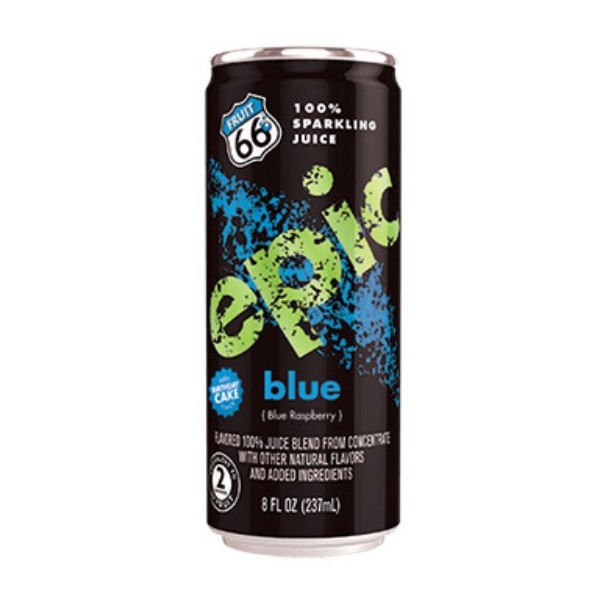 FRUIT
66
100%
SPARKLING
JUICE
epic
BIRTHDAY
CAKE
blue
{ Blue Raspberry }
FLAVORED 100% JUICE BLEND FROM CONCENTRATE
WITH OTHER NATURAL FLAVORS
AND ADDED INGREDIENTS
2
8 FL OZ (237mL)